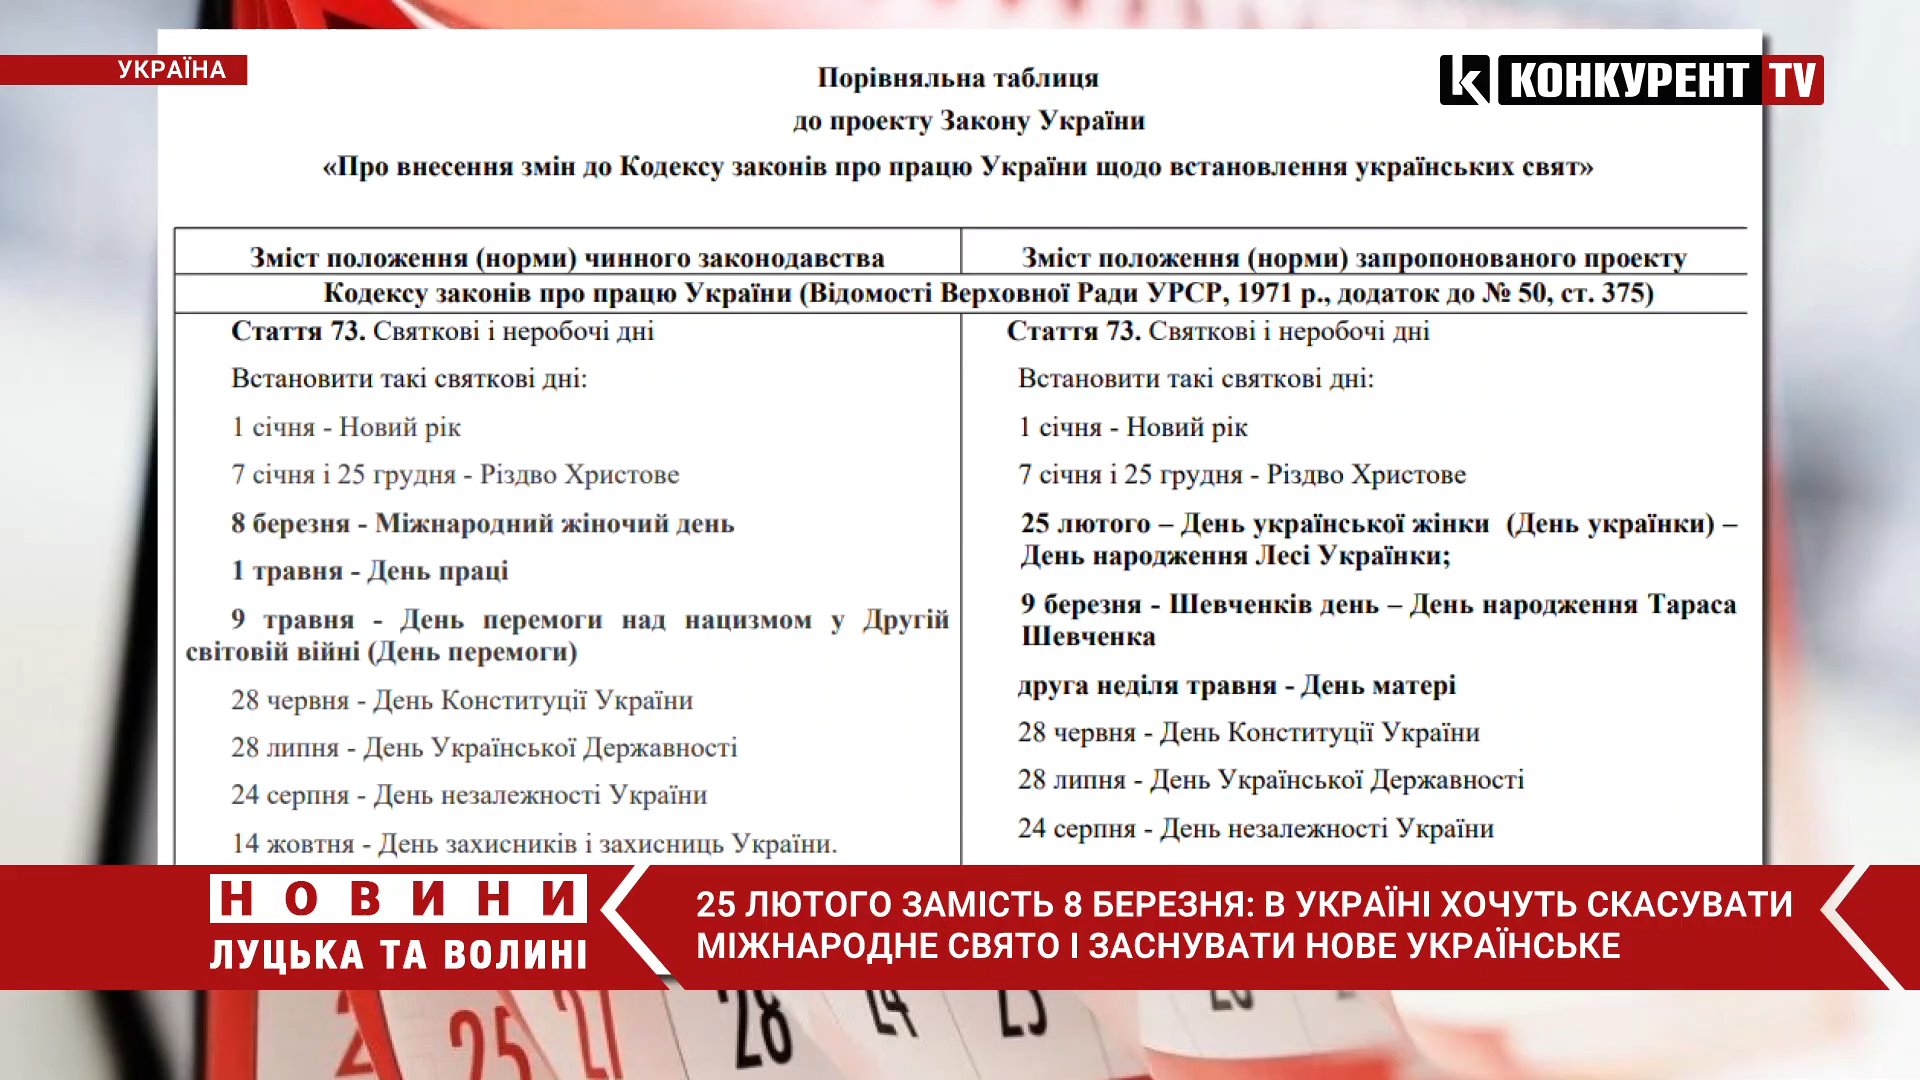 УКРАЇНА
КОНКУРЕНТ TV
Порівняльна таблиця
до проекту Закону України
«Про внесення змін до Кодексу законів про працю України щодо встановлення українських свят»
Зміст положення (норми) чинного законодавства
Зміст положення (норми) запропонованого проекту
Кодексу законів про працю України (Відомості Верховної Ради УРСР, 1971 р., додаток до № 50, ст. 375)
Стаття 73. Святкові і неробочі дні
Встановити такі святкові дні:
1 січня - Новий рік
7 січня і 25 грудня - Різдво Христове
8 березня - Міжнародний жіночий день
1 травня - День праці
9 травня - День перемоги над нацизмом у Другій
світовій війні (День перемоги)
28 червня - День Конституції України
28 липня - День Української Державності
24 серпня - День незалежності України
14 жовтня - День захисників і захисниць України.
Стаття 73. Святкові і неробочі дні
Встановити такі святкові дні:
1 січня - Новий рік
7 січня і 25 грудня - Різдво Христове
25 лютого – День української жінки (День українки) –
День народження Лесі Українки;
9 березня - Шевченків день – День народження Тараса
Шевченка
друга неділя травня - День матері
28 червня - День Конституції України
28 липня - День Української Державності
24 серпня - День незалежності України
НОВИНИ
ЛУЦЬКА ТА ВОЛИНІ
25 ЛЮТОГО ЗАМІСТЬ 8 БЕРЕЗНЯ: В УКРАЇНІ ХОЧУТЬ СКАСУВАТИ
МІЖНАРОДНЕ СВЯТО І ЗАСНУВАТИ НОВЕ УКРАЇНСЬКЕ
25 27 28 24 25